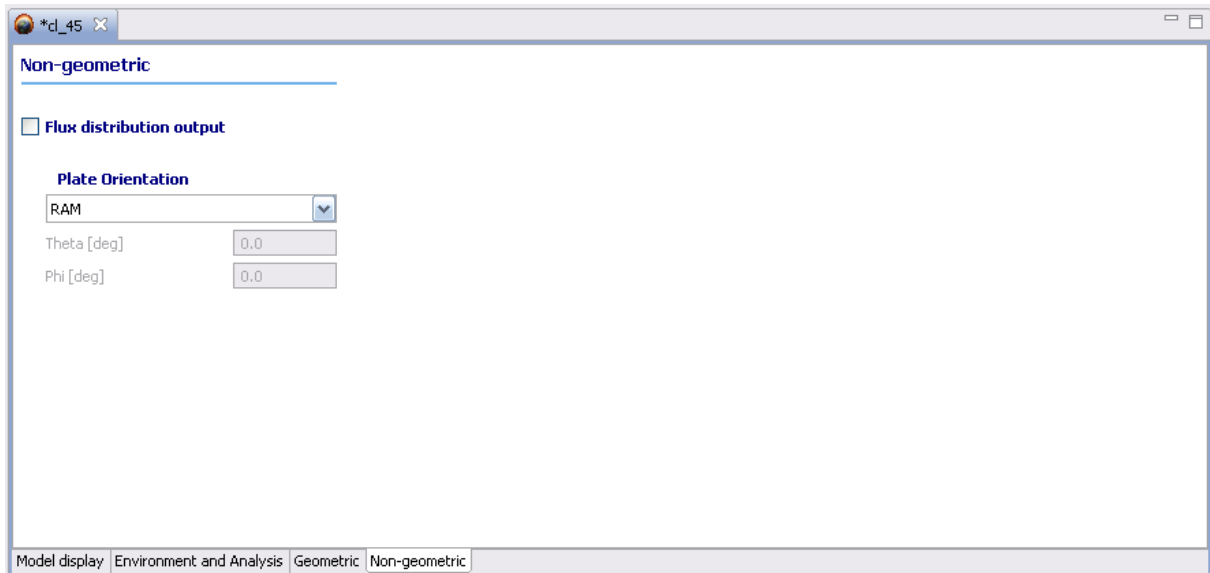 *cl_45
Non-geometric
Flux distribution output
Plate Orientation
RAM
Theta [deg] 0.0
Phi [deg] 0.0
Model display Environment and Analysis Geometric Non-geometric